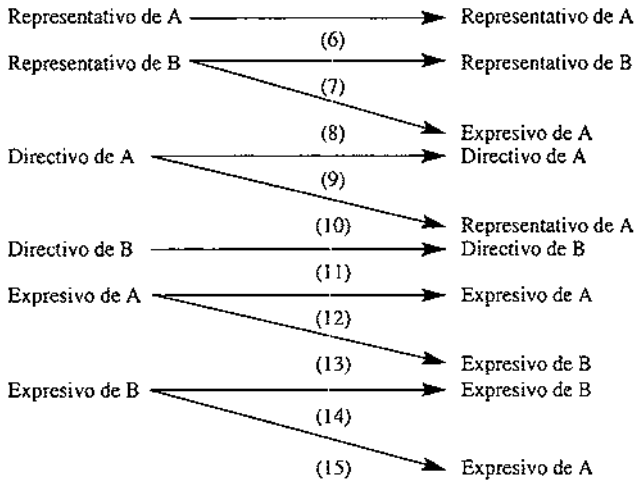 Representativo de A Representativo de A
(6)
Representativo de B Representativo de B
(7)
Expresivo de A
(8)
Directivo de A Directivo de A
(9)
Representativo de A
(10)
Directivo de B Directivo de B
(11)
Expresivo de A Expresivo de A
(12)
Expresivo de B
(13)
Expresivo de B Expresivo de B
(14)
(15) Expresivo de A